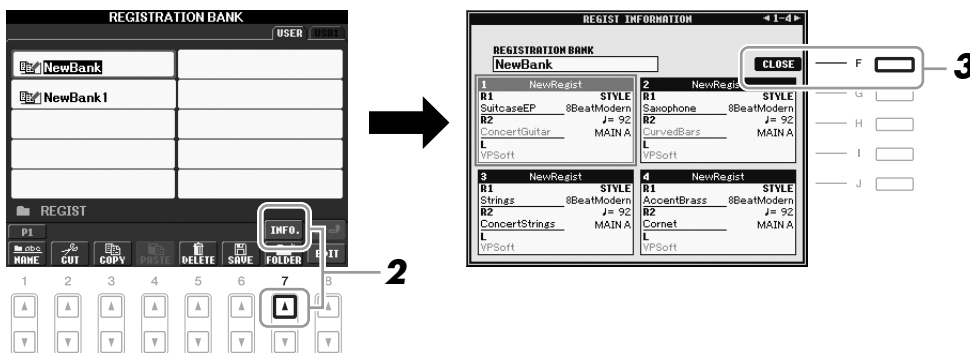 REGISTRATION BANK
USER USB1
NewBank
NewBank1
REGIST
P1
INFO.
abc
NAME CUT COPY PASTE DELETE SAVE FOLDER EDIT
1 2 3 4 5 6 7 8
2
REGIST INFORMATION
1-4
REGISTRATION BANK
NewBank
CLOSE
1 NewRegist
R1 STYLE
SuitcaseEP 8BeatModern
R2 ♩= 92
ConcertGuitar MAIN A
L
VPSoft
2 NewRegist
R1 STYLE
Saxophone 8BeatModern
R2 ♩= 92
CurvedBars MAIN A
L
VPSoft
3 NewRegist
R1 STYLE
Strings 8BeatModern
R2 ♩= 92
ConcertStrings MAIN A
L
VPSoft
4 NewRegist
R1 STYLE
AccentBrass 8BeatModern
R2 ♩= 92
Cornet MAIN A
L
VPSoft
F
G
H
I
J
3